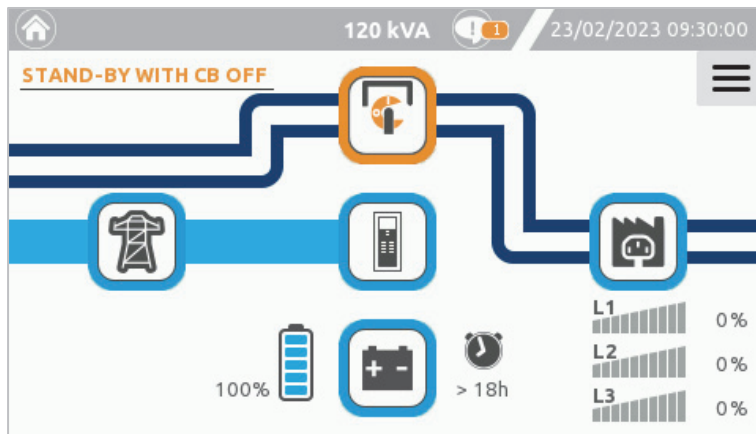 120 kVA
1
23/02/2023 09:30:00
STAND-BY WITH CB OFF
L1
0%
L2
0%
100%
> 18h
L3
0%